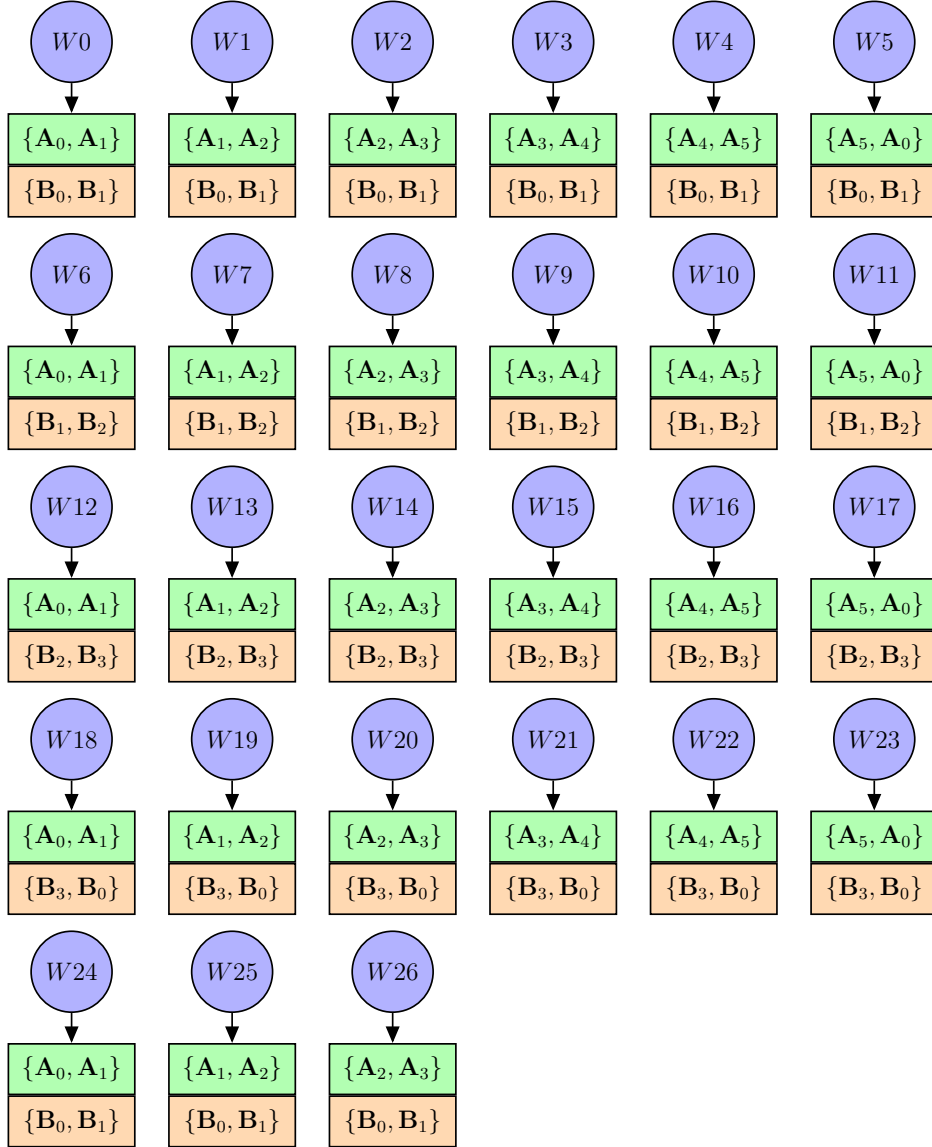 W0 W1 W2 W3 W4 W5
{A₀, A₁} {A₁, A₂} {A₂, A₃} {A₃, A₄} {A₄, A₅} {A₅, A₀}
{B₀, B₁} {B₀, B₁} {B₀, B₁} {B₀, B₁} {B₀, B₁} {B₀, B₁}
W6 W7 W8 W9 W10 W11
{A₀, A₁} {A₁, A₂} {A₂, A₃} {A₃, A₄} {A₄, A₅} {A₅, A₀}
{B₁, B₂} {B₁, B₂} {B₁, B₂} {B₁, B₂} {B₁, B₂} {B₁, B₂}
W12 W13 W14 W15 W16 W17
{A₀, A₁} {A₁, A₂} {A₂, A₃} {A₃, A₄} {A₄, A₅} {A₅, A₀}
{B₂, B₃} {B₂, B₃} {B₂, B₃} {B₂, B₃} {B₂, B₃} {B₂, B₃}
W18 W19 W20 W21 W22 W23
{A₀, A₁} {A₁, A₂} {A₂, A₃} {A₃, A₄} {A₄, A₅} {A₅, A₀}
{B₃, B₀} {B₃, B₀} {B₃, B₀} {B₃, B₀} {B₃, B₀} {B₃, B₀}
W24 W25 W26
{A₀, A₁} {A₁, A₂} {A₂, A₃}
{B₀, B₁} {B₀, B₁} {B₀, B₁}